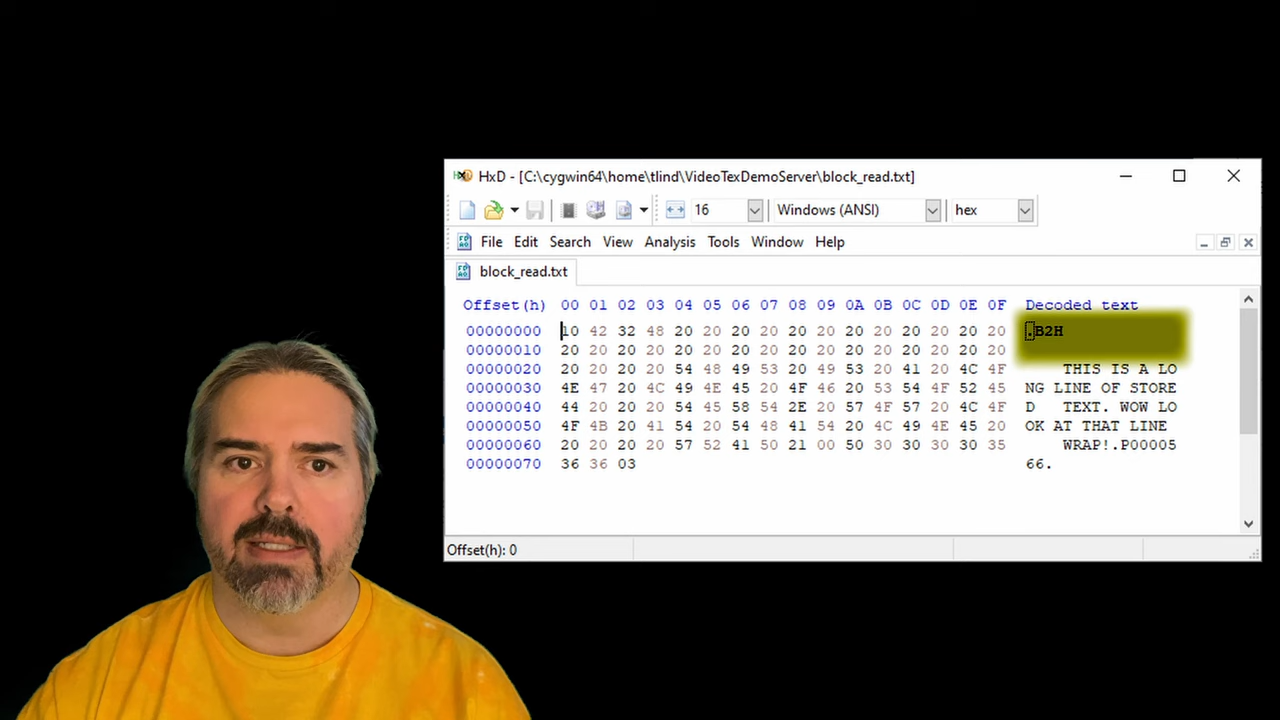 HxD - [C:\cygwin64\home\tlind\VideoTexDemoServer\block_read.txt]
16 Windows (ANSI) hex
File Edit Search View Analysis Tools Window Help
block_read.txt
Offset(h) 00 01 02 03 04 05 06 07 08 09 0A 0B 0C 0D 0E 0F Decoded text
00000000 10 42 32 48 20 20 20 20 20 20 20 20 20 20 20 20 .B2H
00000010 20 20 20 20 20 20 20 20 20 20 20 20 20 20 20 20
00000020 20 20 20 20 54 48 49 53 20 49 53 20 41 20 4C 4F THIS IS A LO
00000030 4E 47 20 4C 49 4E 45 20 4F 46 20 53 54 4F 52 45 NG LINE OF STORE
00000040 44 20 20 20 54 45 58 54 2E 20 57 4F 57 20 4C 4F D TEXT. WOW LO
00000050 4F 4B 20 41 54 20 54 48 41 54 20 4C 49 4E 45 20 OK AT THAT LINE
00000060 20 20 20 20 57 52 41 50 21 00 50 30 30 30 30 35 WRAP!.P00005
00000070 36 36 03 66.
Offset(h): 0